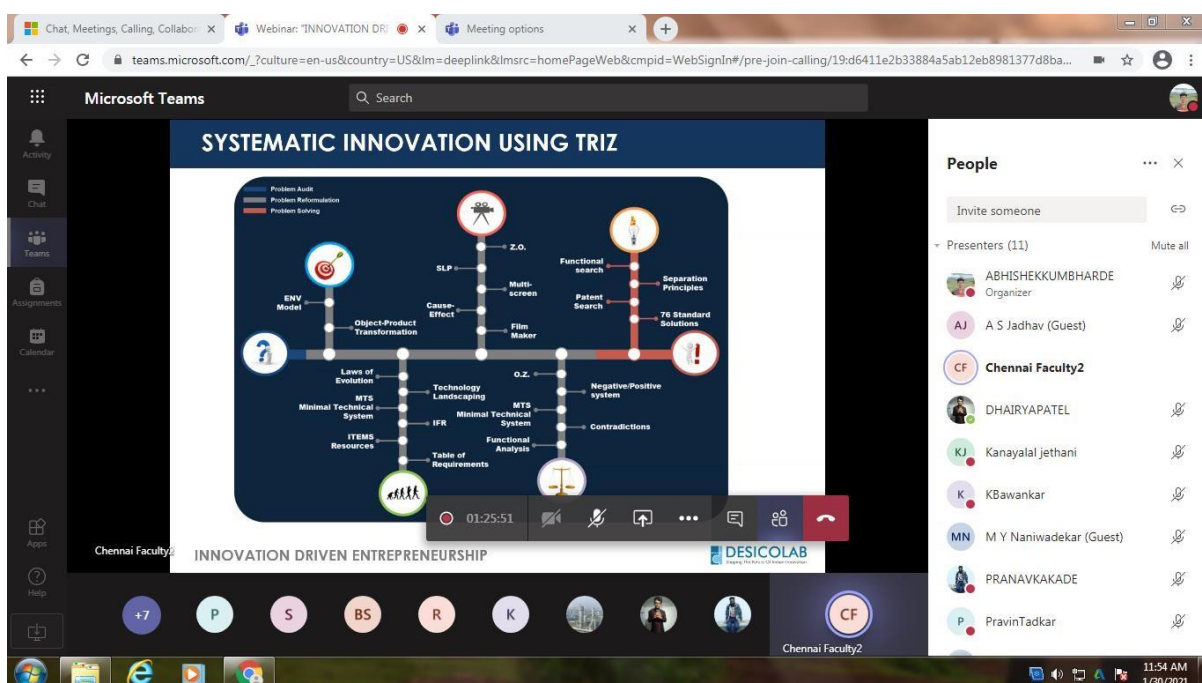 Chat, Meetings, Calling, Collabor
Webinar: "INNOVATION DRI
Meeting options
teams.microsoft.com/_?culture=en-us&country=US&lm=deeplink&lmsrc=homePageWeb&cmpid=WebSignIn#/pre-join-calling/19:d6411e2b33884a5ab12eb8981377d8ba...
Microsoft Teams
Search
Activity
Chat
Teams
Assignments
Calendar
Apps
Help
SYSTEMATIC INNOVATION USING TRIZ
Problem Audit
Problem Reformulation
Problem Solving
ENV
Model
Object-Product
Transformation
Z.O.
SLP
Multi-
screen
Cause-
Effect
Film
Maker
Functional
search
Separation
Principles
Patent
Search
76 Standard
Solutions
Laws of
Evolution
Technology
Landscaping
MTS
Minimal Technical
System
IFR
ITEMS
Resources
Table of
Requirements
O.Z.
Negative/Positive
system
MTS
Minimal Technical
System
Contradictions
Functional
Analysis
01:25:51
Chennai Faculty2
INNOVATION DRIVEN ENTREPRENEURSHIP
DESICOLAB
+7
P
S
BS
R
K
CF
Chennai Faculty2
People
Invite someone
Presenters (11)
Mute all
ABHISHEKKUMBHARDE
Organizer
AJ
A S Jadhav (Guest)
CF
Chennai Faculty2
DHAIRYAPATEL
KJ
Kanayalal jethani
K
KBawankar
MN
M Y Naniwadekar (Guest)
PRANAVKAKADE
P
PravinTadkar
11:54 AM
1/30/2021